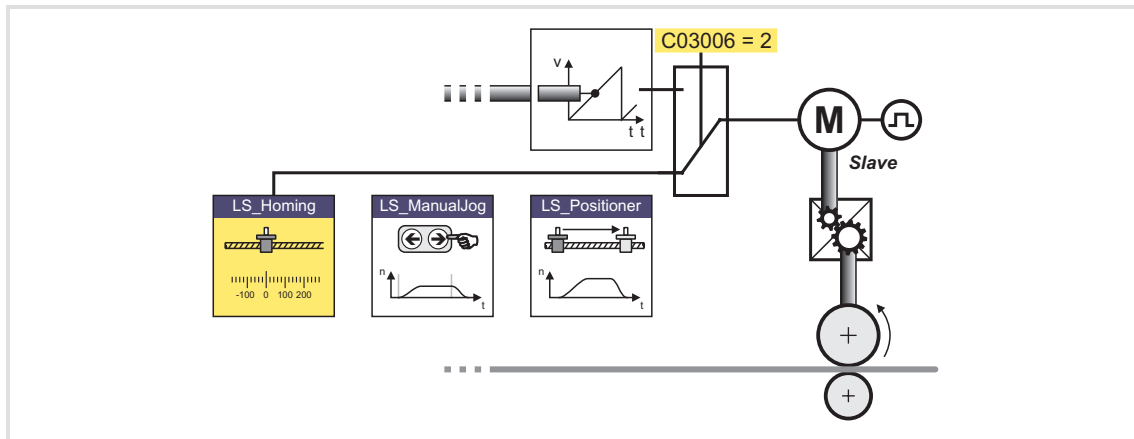 C03006 = 2
v
t t
M
Slave
LS_Homing
LS_ManualJog
LS_Positioner
-100 0 100 200
n
t
n
t